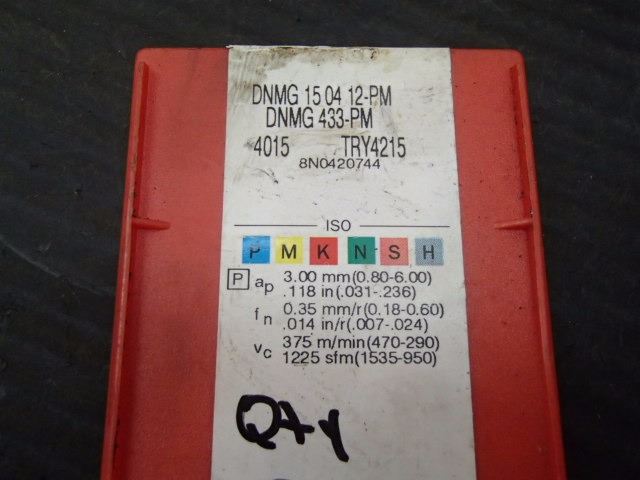 DNMG 15 04 12-PM
DNMG 433-PM
4015 TRY4215
8N0420744
ISO
P M K N S H
P ap 3.00 mm(0.80-6.00)
.118 in(.031-.236)
fn 0.35 mm/r(0.18-0.60)
.014 in/r(.007-.024)
vc 375 m/min(470-290)
1225 sfm(1535-950)
Qty